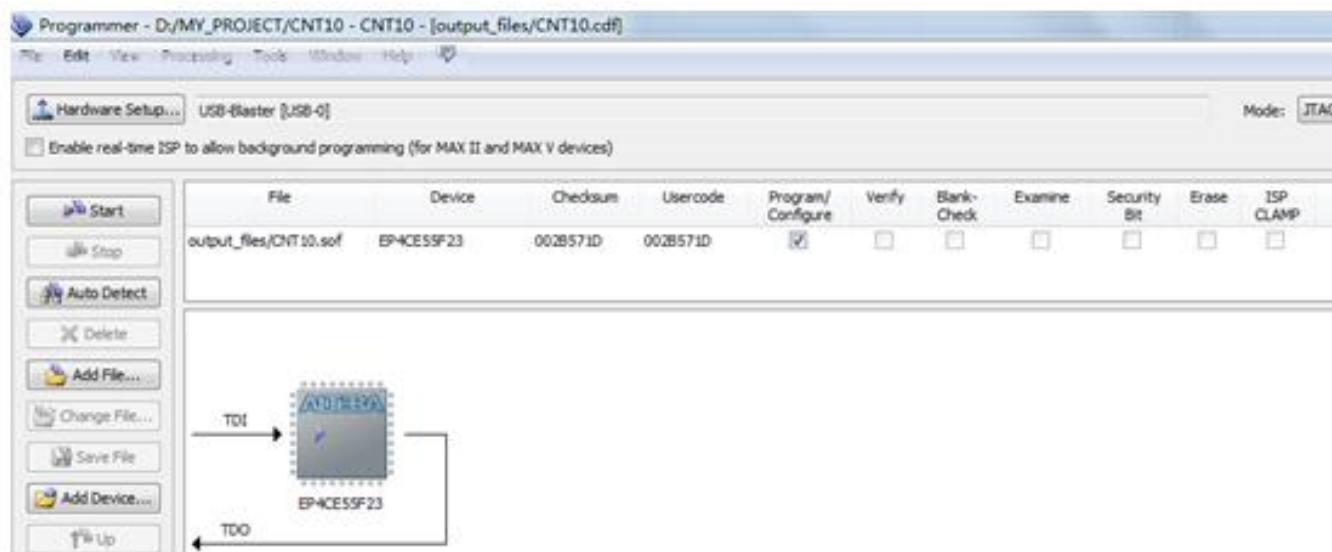 Programmer - D:/MY_PROJECT/CNT10 - CNT10 - [output_files/CNT10.cdf]
File Edit View Processing Tools Window Help
Hardware Setup... USB-Blaster [USB-0] Mode: JTAG
Enable real-time ISP to allow background programming (for MAX II and MAX V devices)
Start
Stop
Auto Detect
Delete
Add File...
Change File...
Save File
Add Device...
Up
File Device Checksum Usercode Program/ Verify Blank- Examine Security Erase ISP
Configure Check Bit CLAMP
output_files/CNT10.sof EP4CE55F23 002B571D 002B571D
TDI
ALTERA
EP4CE55F23
TDO